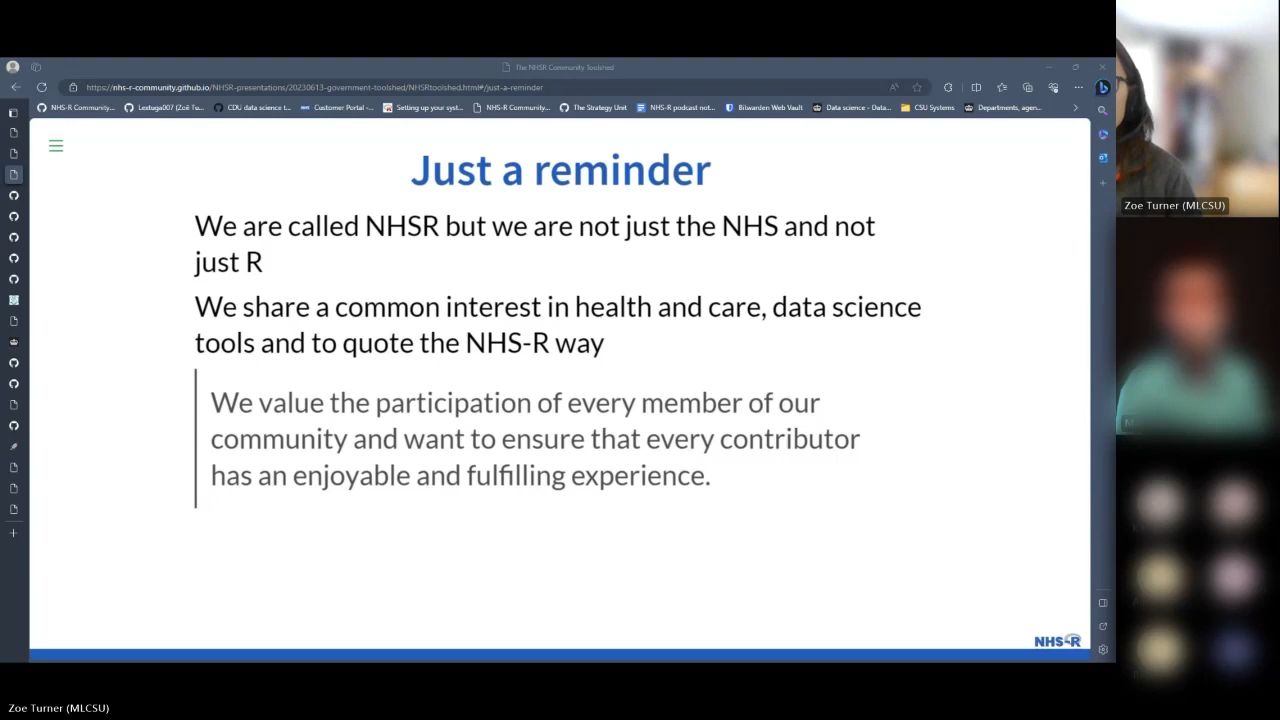 The NHSR Community Toolshed
https://nhs-r-community.github.io/NHSR-presentations/20230613-government-toolshed/NHSRtoolshed.html#/just-a-reminder
NHS-R Community... Lextuga007 (Zoë Tu... CDU data science t... Customer Portal -... Setting up your syst... NHS-R Community... The Strategy Unit NHS-R podcast not... Bitwarden Web Vault Data science - Data... CSU Systems Departments, agen...
Just a reminder
We are called NHSR but we are not just the NHS and not
just R
We share a common interest in health and care, data science
tools and to quote the NHS-R way
We value the participation of every member of our
community and want to ensure that every contributor
has an enjoyable and fulfilling experience.
NHS-R
Zoe Turner (MLCSU)
Zoe Turner (MLCSU)